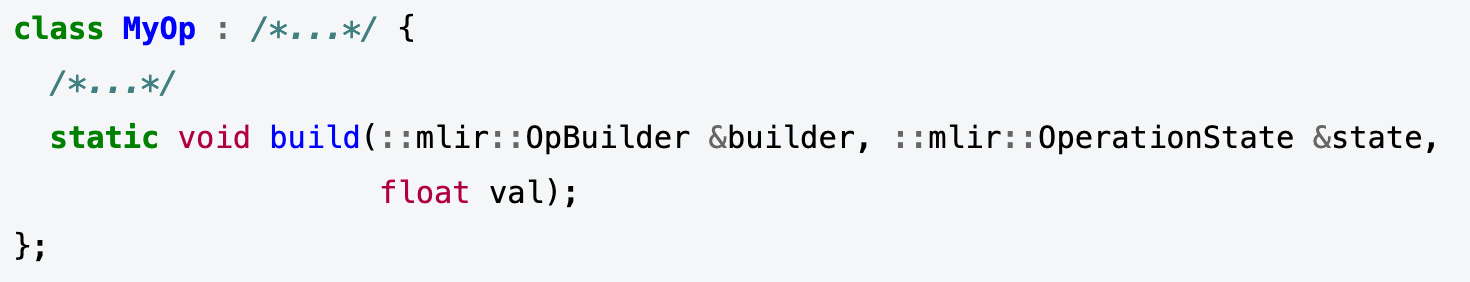 class MyOp : /*...*/ {
  /*...*/
  static void build(::mlir::OpBuilder &builder, ::mlir::OperationState &state,
                    float val);
};